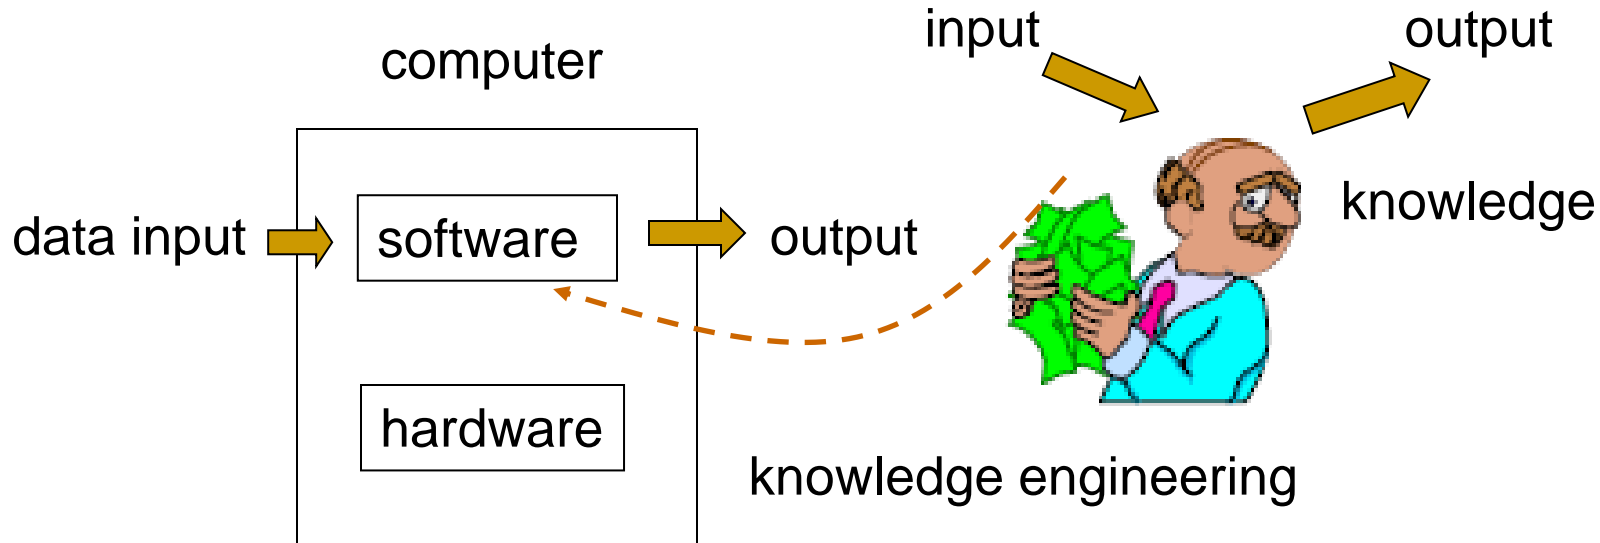 computer
data input
software
output
hardware
input
output
knowledge
knowledge engineering